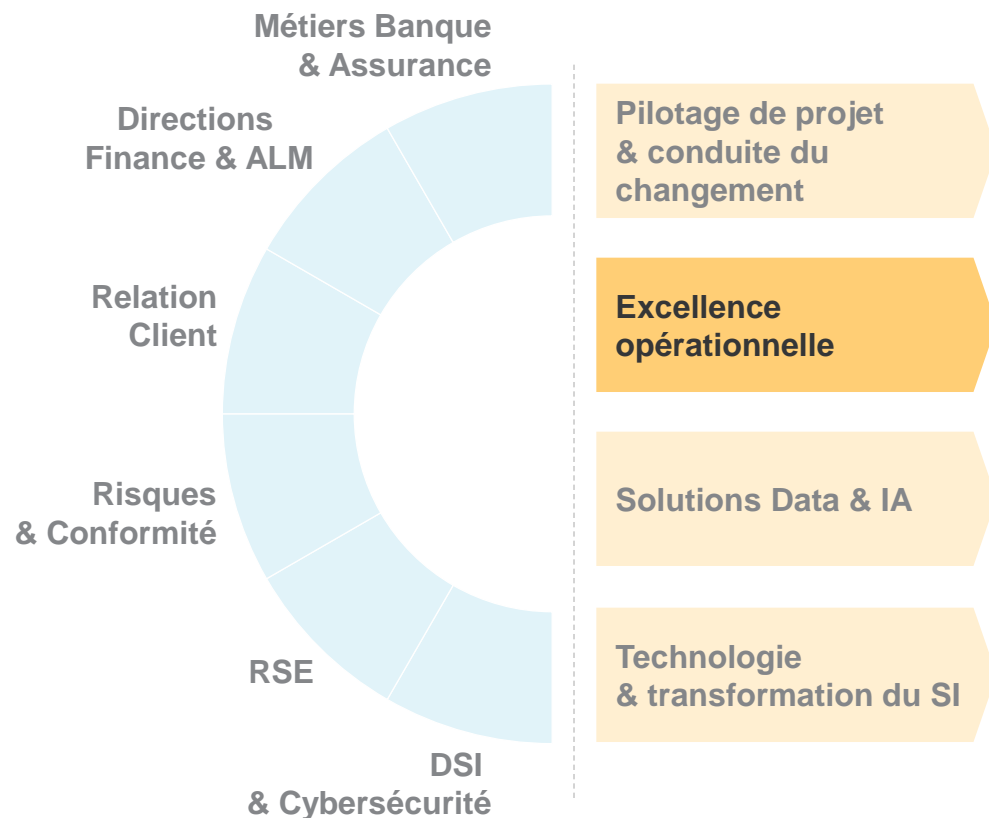 Métiers Banque
& Assurance
Directions
Finance & ALM
Relation
Client
Risques
& Conformité
RSE
DSI
& Cybersécurité
Pilotage de projet
& conduite du
changement
Excellence
opérationnelle
Solutions Data & IA
Technologie
& transformation du SI